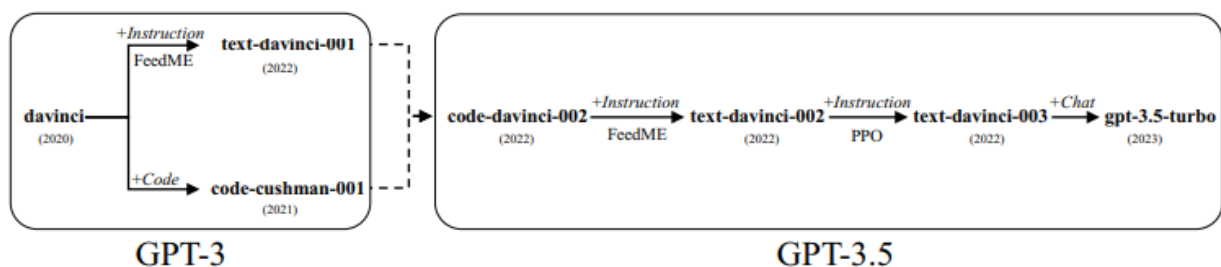 +Instruction
FeedME
text-davinci-001
(2022)
davinci
(2020)
+Code
code-cushman-001
(2021)
GPT-3
code-davinci-002
(2022)
+Instruction
FeedME
text-davinci-002
(2022)
+Instruction
PPO
text-davinci-003
(2022)
+Chat
gpt-3.5-turbo
(2023)
GPT-3.5